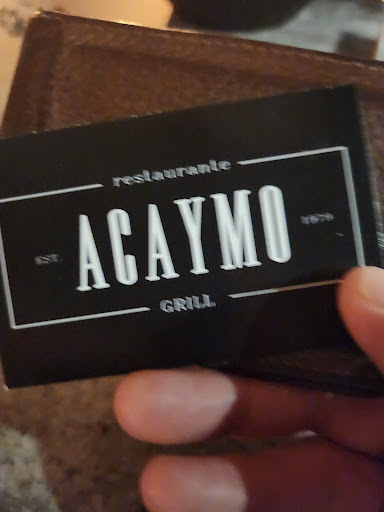 restaurante
EST. ACAYMO 1979
GRILL